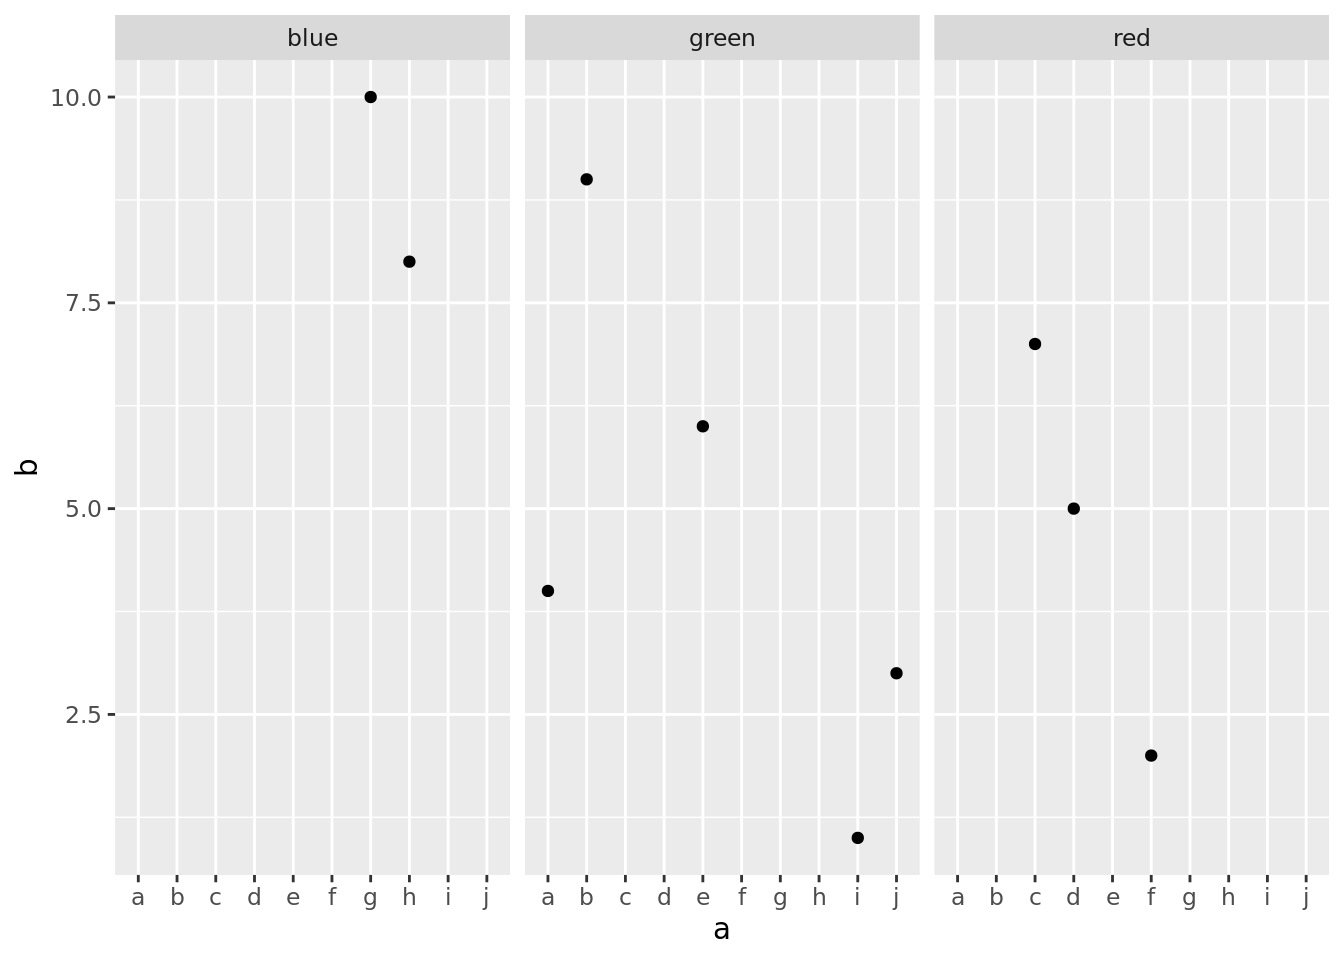 blue green red
10.0
7.5
b
5.0
2.5
a b c d e f g h i j a b c d e f g h i j a b c d e f g h i j
a